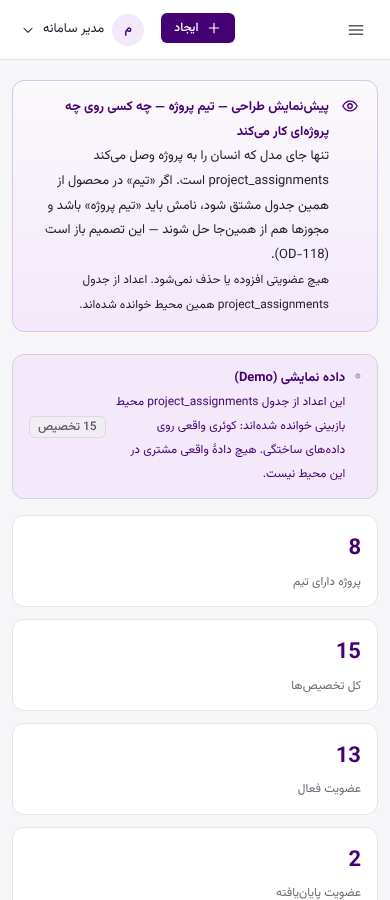 ایجاد
م
مدیر سامانه
پیش‌نمایش طراحی — تیم پروژه — چه کسی روی چه
پروژه‌ای کار می‌کند
تنها جای مدل که انسان را به پروژه وصل می‌کند
project_assignments است. اگر «تیم» در محصول از
همین جدول مشتق شود، نامش باید «تیم پروژه» باشد و
مجوزها هم از همین‌جا حل شوند — این تصمیم باز است
(OD-118).
هیچ عضویتی افزوده یا حذف نمی‌شود. اعداد از جدول
project_assignments همین محیط خوانده شده‌اند.
داده نمایشی (Demo)
این اعداد از جدول project_assignments محیط
بازبینی خوانده شده‌اند: کوئری واقعی روی
داده‌های ساختگی. هیچ دادهٔ واقعی مشتری در
این محیط نیست.
15 تخصیص
8
پروژه دارای تیم
15
کل تخصیص‌ها
13
عضویت فعال
2
عضویت پایان‌یافته